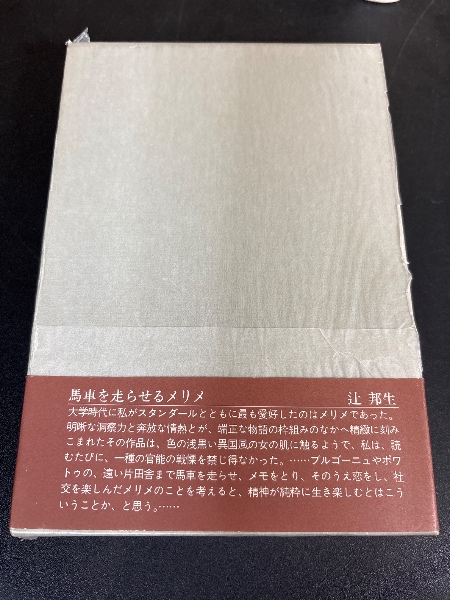 馬車を走らせるメリメ 辻 邦生
大学時代に私がスタンダールとともに最も愛好したのはメリメであった。
明晰な洞察力と奔放な情熱とが、端正な物語の枠組みのなかへ精緻に刻み
こまれたその作品は、色の浅黒い異国の女の肌に触るようで、私は、読
むたびに、一種の官能の戦慄を禁じ得なかった。……ブルゴーニュやポワ
トゥの、遠い片田舎まで馬車を走らせ、メモをとり、そのうえ恋をし、社
交を楽しんだメリメのことを考えると、精神が純粋に生き楽しむとはこう
いうことか、と思う。……